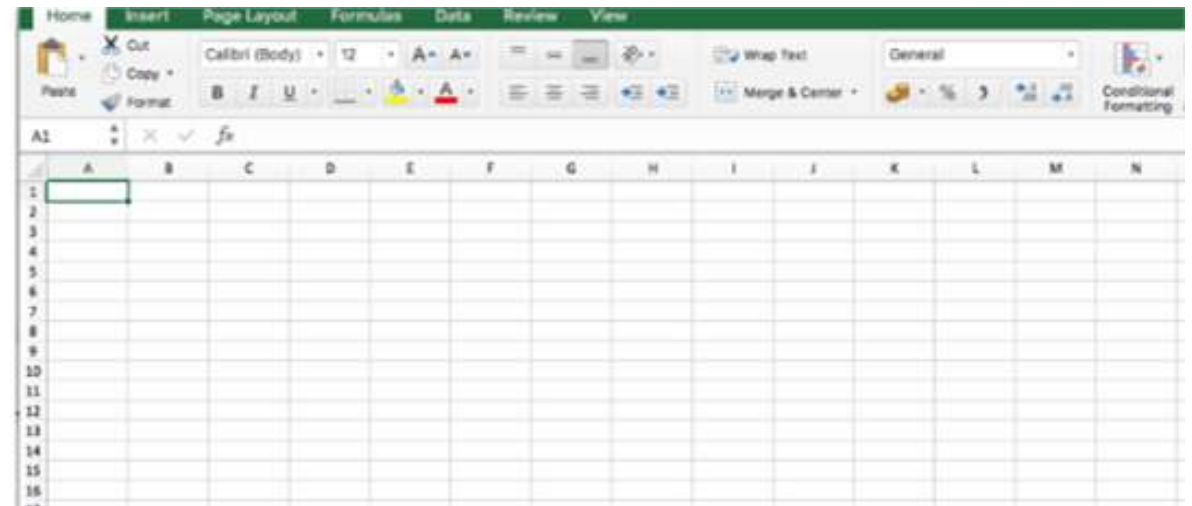 Home Insert Page Layout Formulas Data Review View
Cut
Copy
Paste
Format
Calibri (Body) 12 A A
B I U A
Wrap Text
Merge & Center
General
% )
Conditional
Formatting
A1 fx
A B C D E F G H I J K L M N
1
2
3
4
5
6
7
8
9
10
11
12
13
14
15
16